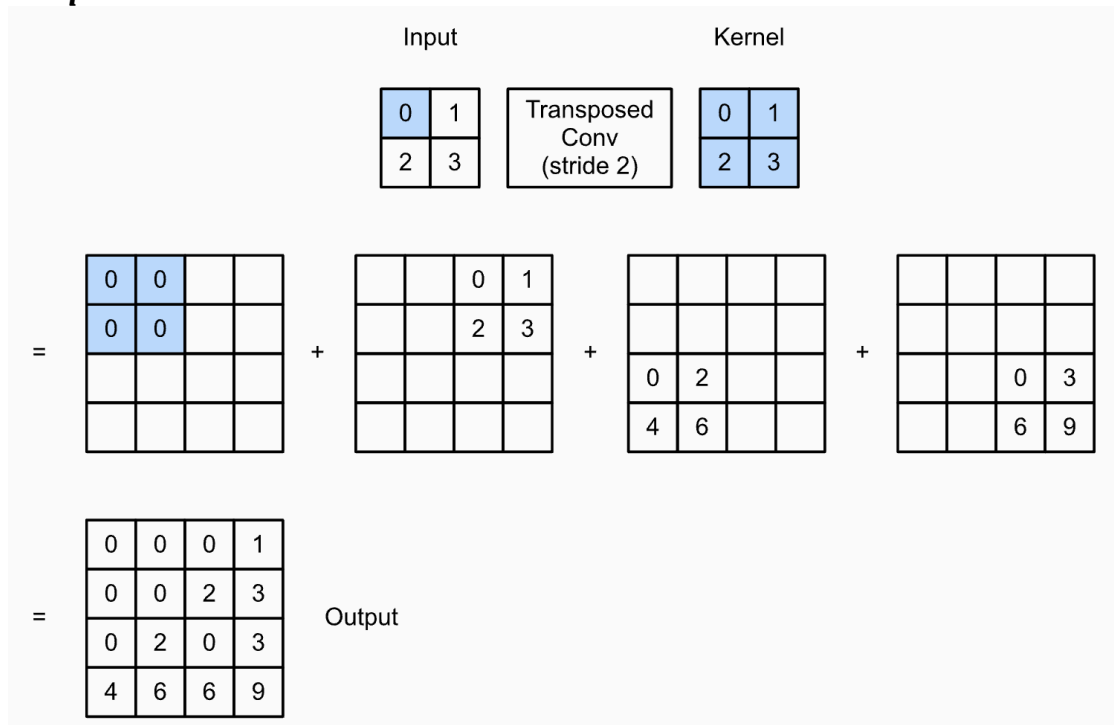 Input Kernel
0 1 Transposed 0 1
Conv
2 3 (stride 2) 2 3
0 0 0 1
0 0 2 3
= + + +
0 2 0 3
4 6 6 9
0 0 0 1
0 0 2 3
= Output
0 2 0 3
4 6 6 9